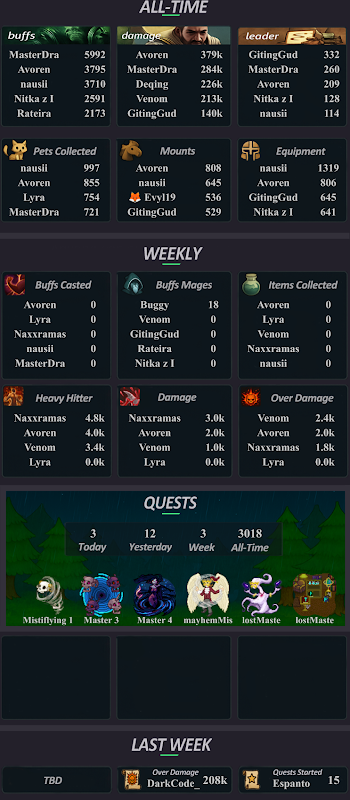 ALL-TIME
buffs damage leader
MasterDra 5992 Avoren 379k GitingGud 332
Avoren 3795 MasterDra 284k MasterDra 260
nausii 3710 Deqing 226k Avoren 209
Nitka z I 2591 Venom 213k Nitka z I 128
Rateira 2173 GitingGud 140k nausii 114
Pets Collected Mounts Equipment
nausii 997 Avoren 808 nausii 1319
Avoren 855 nausii 645 Avoren 806
Lyra 754 Evyl19 536 GitingGud 645
MasterDra 721 GitingGud 529 Nitka z I 641
WEEKLY
Buffs Casted Buffs Mages Items Collected
Avoren 0 Buggy 18 Avoren 0
Lyra 0 Venom 0 Lyra 0
Naxxramas 0 GitingGud 0 Venom 0
nausii 0 Rateira 0 Naxxramas 0
MasterDra 0 Nitka z I 0 nausii 0
Heavy Hitter Damage Over Damage
Naxxramas 4.8k Naxxramas 3.0k Venom 2.4k
Avoren 4.0k Avoren 2.0k Avoren 2.0k
Venom 3.4k Venom 1.0k Naxxramas 1.8k
Lyra 0.0k Lyra 0.0k Lyra 0.0k
QUESTS
3 12 3 3018
Today Yesterday Week All-Time
Mistiflying 1 Master 3 Master 4 mayhemMis lostMaste lostMaste
LAST WEEK
TBD
Over Damage
DarkCode_ 208k
Quests Started
Espanto 15